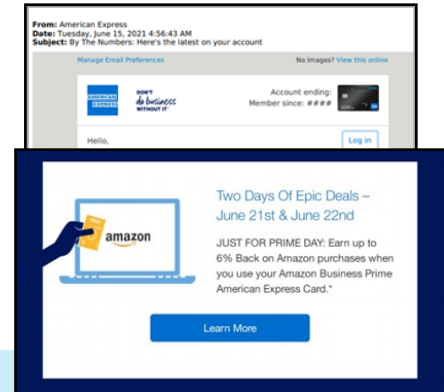 From: American Express
Date: Tuesday, June 15, 2021 4:56:43 AM
Subject: By The Numbers: Here's the latest on your account
Manage Email Preferences
No Images? View this online
AMERICAN
EXPRESS
DON'T
do business
WITHOUT IT™
Account ending:
Member since: ####
Hello,
Log in
amazon
Two Days Of Epic Deals –
June 21st & June 22nd
JUST FOR PRIME DAY: Earn up to
6% Back on Amazon purchases when
you use your Amazon Business Prime
American Express Card.*
Learn More